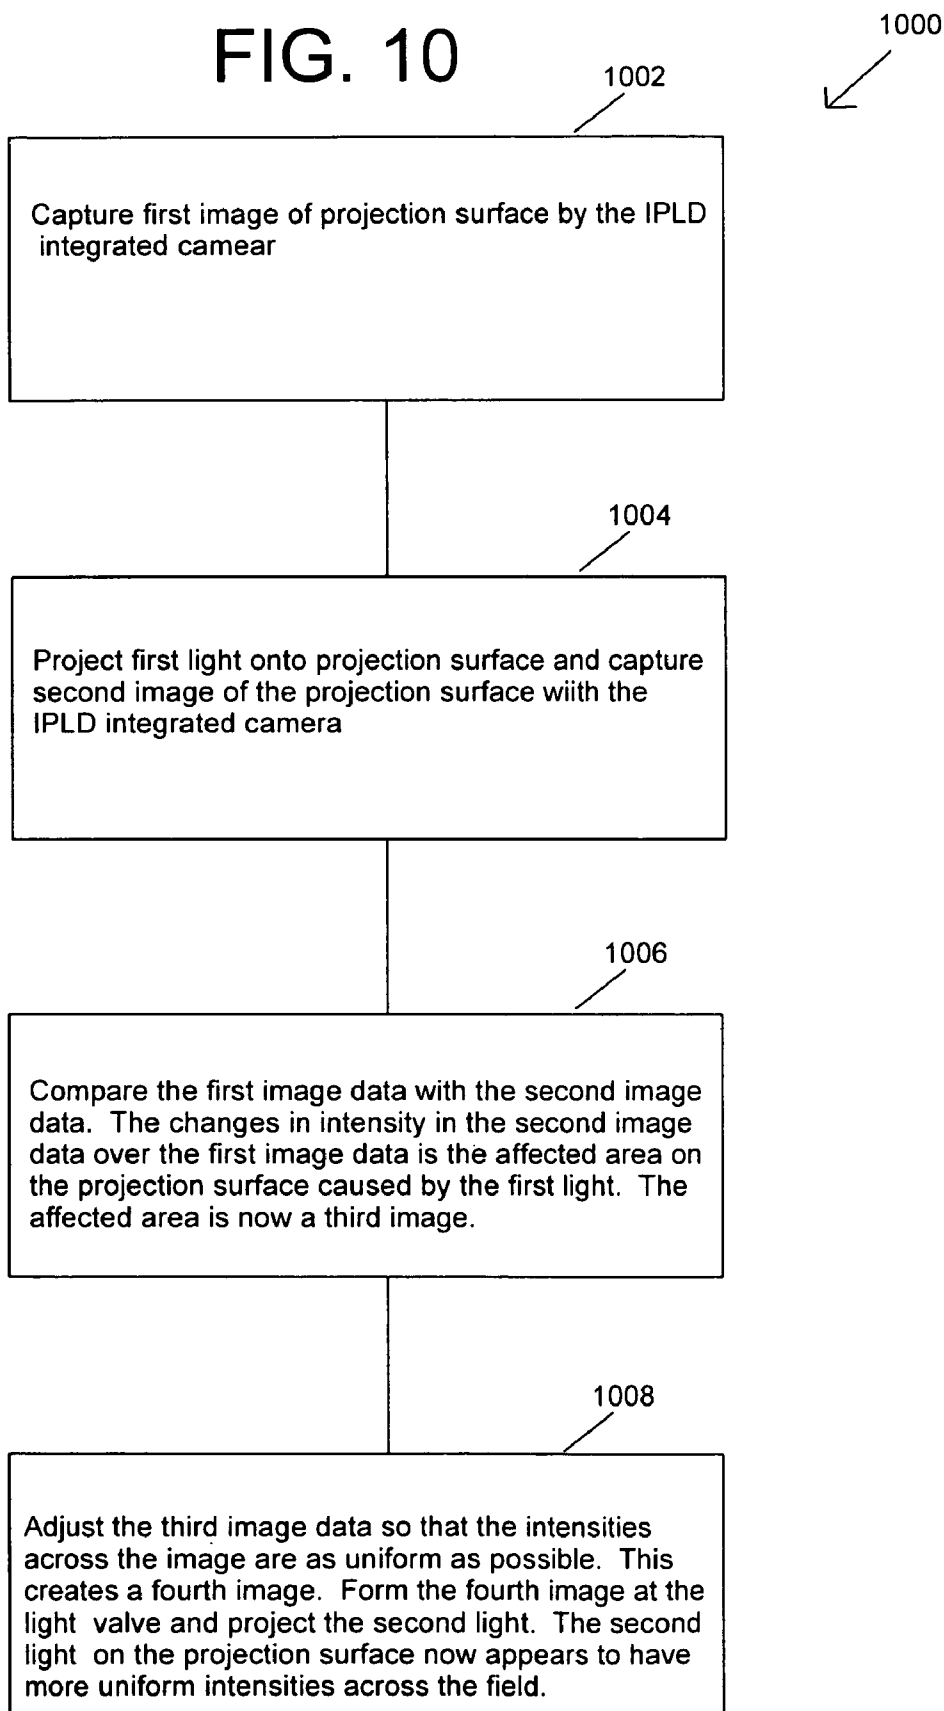 FIG. 10
1000
1002
Capture first image of projection surface by the IPLD
integrated camear
1004
Project first light onto projection surface and capture
second image of the projection surface wiith the
IPLD integrated camera
1006
Compare the first image data with the second image
data. The changes in intensity in the second image
data over the first image data is the affected area on
the projection surface caused by the first light. The
affected area is now a third image.
1008
Adjust the third image data so that the intensities
across the image are as uniform as possible. This
creates a fourth image. Form the fourth image at the
light valve and project the second light. The second
light on the projection surface now appears to have
more uniform intensities across the field.